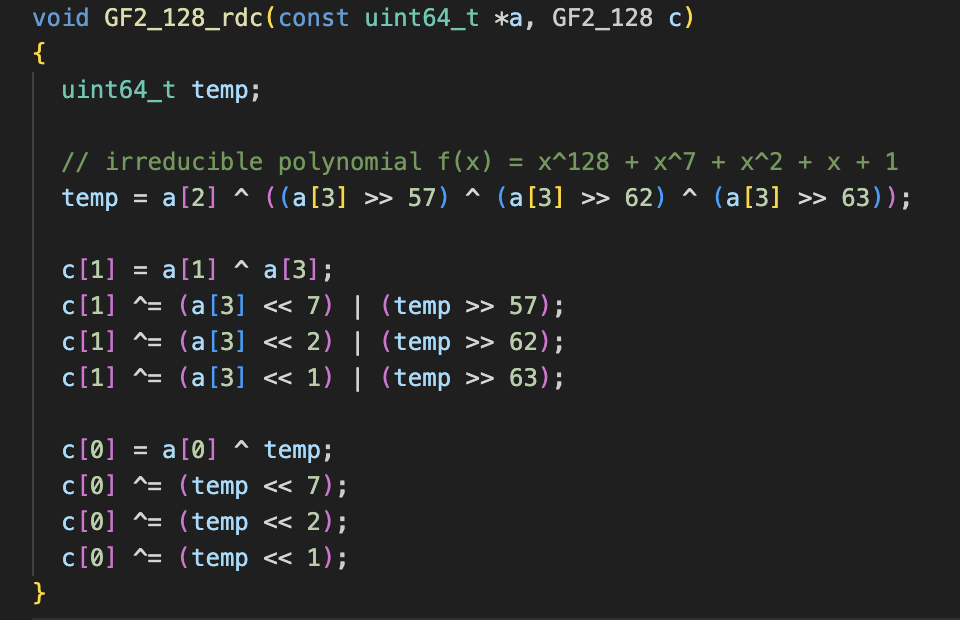 void GF2_128_rdc(const uint64_t *a, GF2_128 c)
{
  uint64_t temp;

  // irreducible polynomial f(x) = x^128 + x^7 + x^2 + x + 1
  temp = a[2] ^ ((a[3] >> 57) ^ (a[3] >> 62) ^ (a[3] >> 63));

  c[1] = a[1] ^ a[3];
  c[1] ^= (a[3] << 7) | (temp >> 57);
  c[1] ^= (a[3] << 2) | (temp >> 62);
  c[1] ^= (a[3] << 1) | (temp >> 63);

  c[0] = a[0] ^ temp;
  c[0] ^= (temp << 7);
  c[0] ^= (temp << 2);
  c[0] ^= (temp << 1);
}